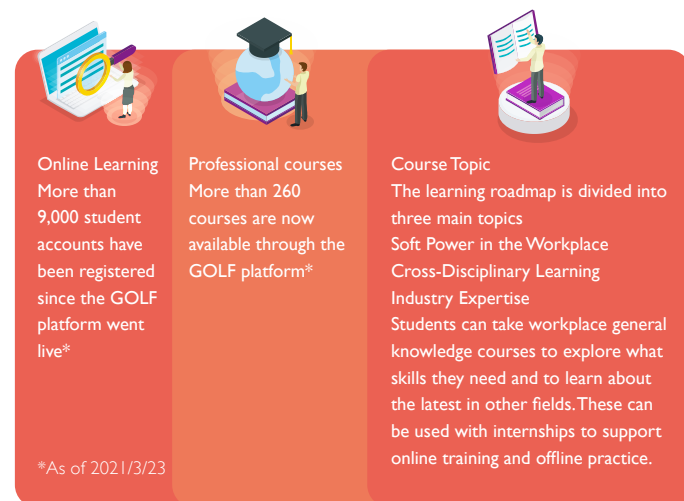 Online Learning
More than
9,000 student
accounts have
been registered
since the GOLF
platform went
live*
*As of 2021/3/23
Professional courses
More than 260
courses are now
available through the
GOLF platform*
Course Topic
The learning roadmap is divided into
three main topics
Soft Power in the Workplace
Cross-Disciplinary Learning
Industry Expertise
Students can take workplace general
knowledge courses to explore what
skills they need and to learn about
the latest in other fields. These can
be used with internships to support
online training and offline practice.